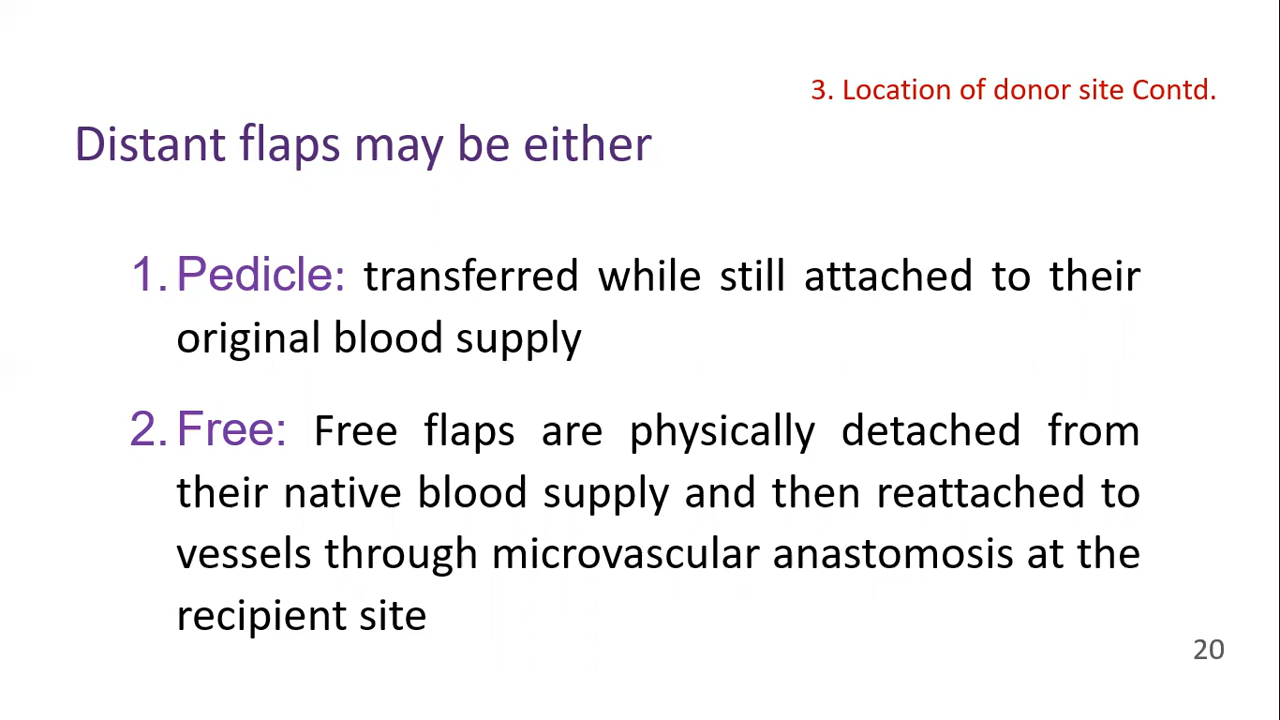 3. Location of donor site Contd.
Distant flaps may be either
1. Pedicle: transferred while still attached to their
original blood supply
2. Free: Free flaps are physically detached from
their native blood supply and then reattached to
vessels through microvascular anastomosis at the
recipient site
20